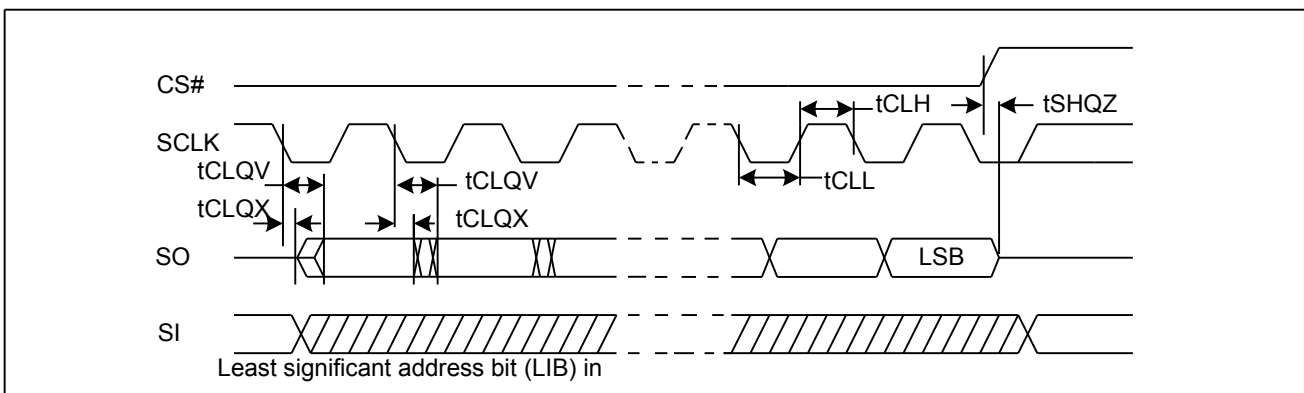 CS#
tCLH
tSHQZ
SCLK
tCLQV
tCLQV
tCLL
tCLQX
tCLQX
SO
LSB
SI
Least significant address bit (LIB) in